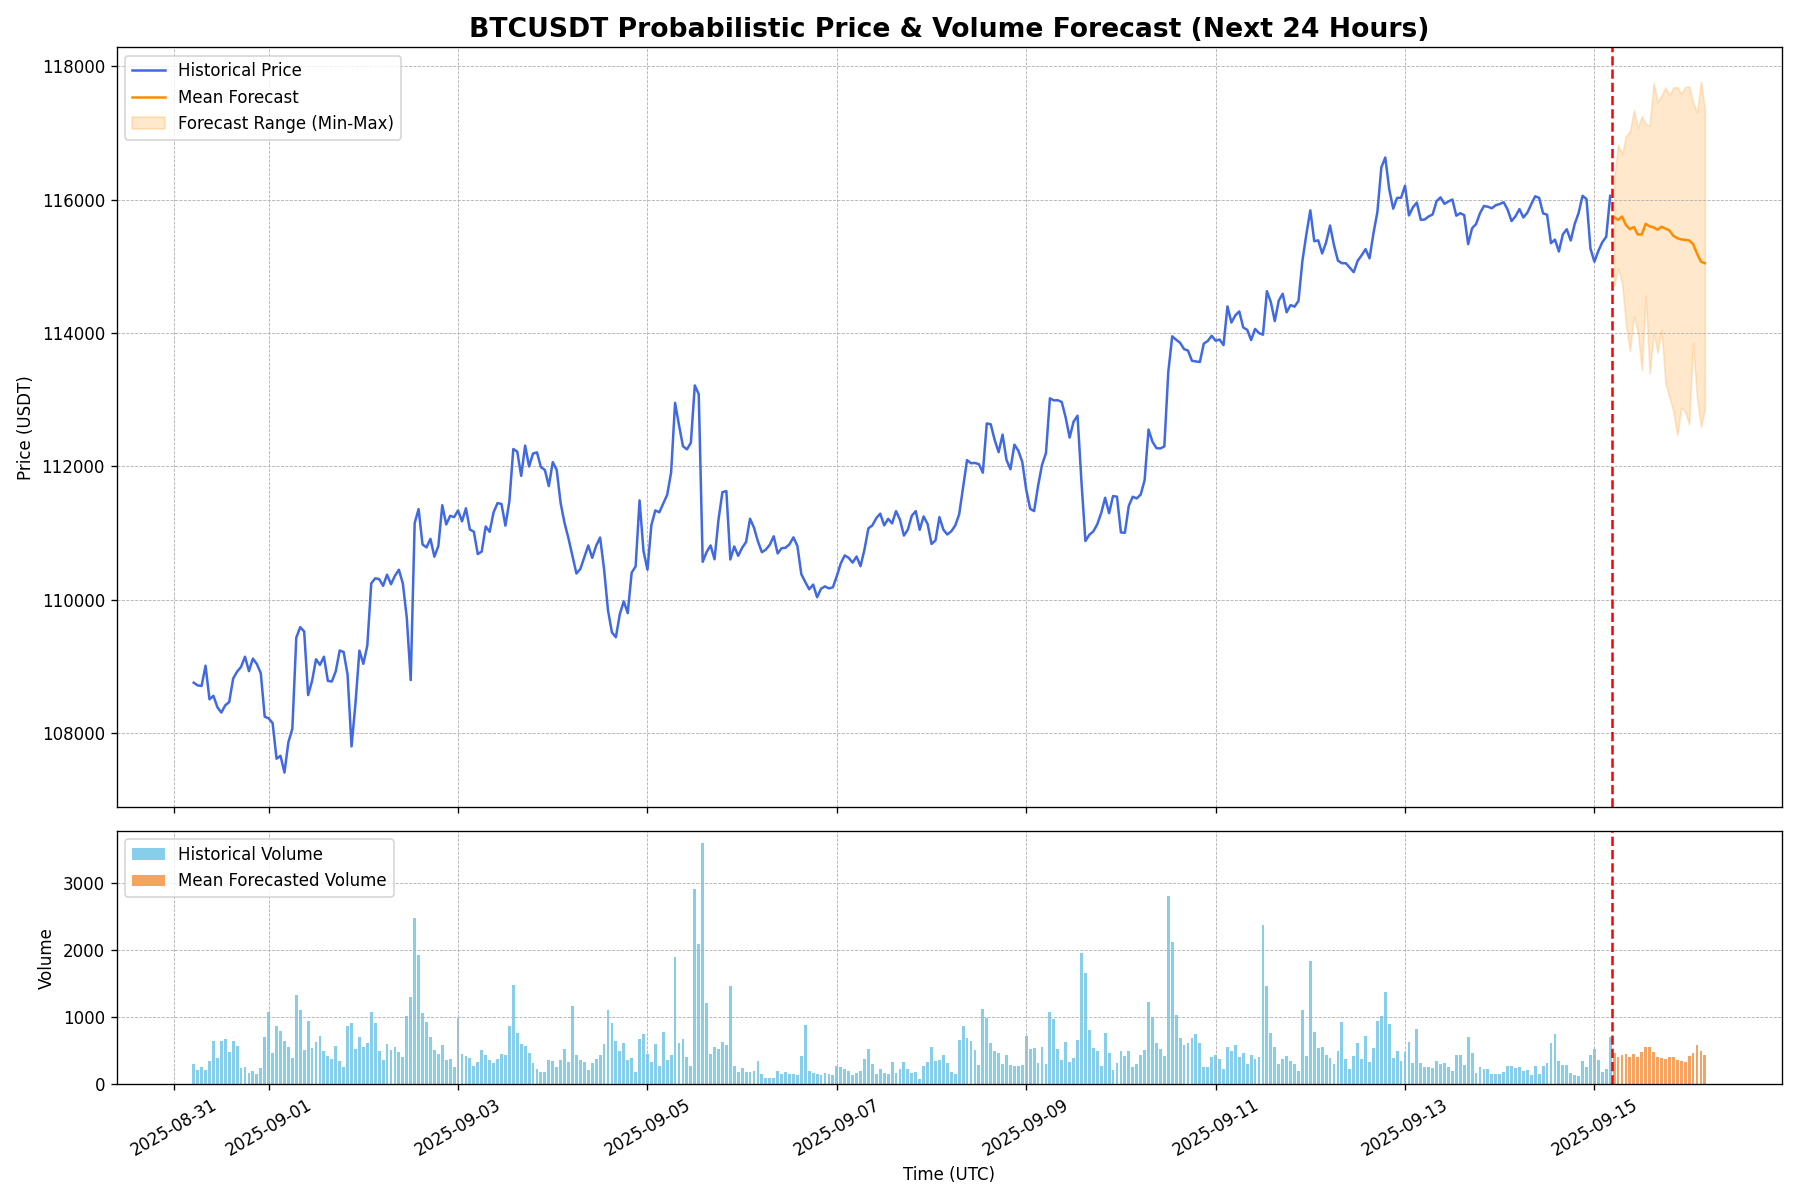 BTCUSDT Probabilistic Price & Volume Forecast (Next 24 Hours)
Historical Price
Mean Forecast
Forecast Range (Min-Max)
Price (USDT)
118000
116000
114000
112000
110000
108000
Historical Volume
Mean Forecasted Volume
Volume
3000
2000
1000
0
2025-08-31
2025-09-01
2025-09-03
2025-09-05
2025-09-07
2025-09-09
2025-09-11
2025-09-13
2025-09-15
Time (UTC)